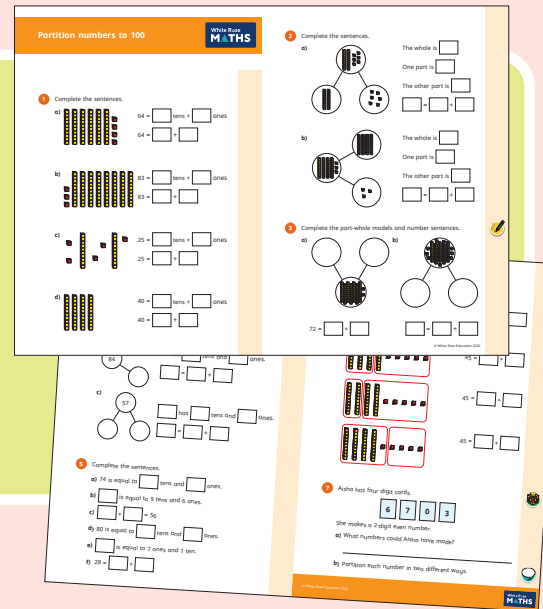 Partition numbers to 100
White Rose
MATHS
1 Complete the sentences.
a)
64 = tens + ones
64 = +
b)
83 = tens + ones
83 = +
c)
25 = tens + ones
25 = +
d)
40 = tens + ones
40 = +
2 Complete the sentences.
a)
The whole is
One part is
The other part is
= +
b)
The whole is
One part is
The other part is
= +
3 Complete the part-whole models and number sentences.
a) b)
72 = +
= +
© White Rose Education 2022
84
tens and ones.
= +
c)
57
has tens and ones.
= +
5 Complete the sentences.
a) 74 is equal to tens and ones.
b) is equal to 9 tens and 6 ones.
c) + = 56
d) 80 is equal to tens and ones.
e) is equal to 7 ones and 1 ten.
f) 28 = +
45 = +
45 = +
45 = +
7 Aisha has four digit cards.
6 7 0 3
She makes a 2-digit even number.
a) What numbers could Aisha have made?
b) Partition each number in two different ways.
© White Rose Education 2022
White Rose
MATHS